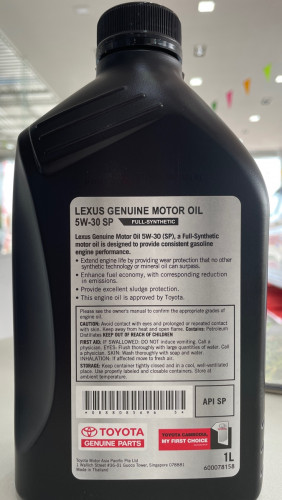 LEXUS GENUINE MOTOR OIL
5W-30 SP FULL-SYNTHETIC
Lexus Genuine Motor Oil 5W-30 (SP), a Full-Synthetic
motor oil is designed to provide consistent gasoline
engine performance.
• Extend engine life by providing wear protection that no other
synthetic technology or mineral oil can surpass.
• Enhance fuel economy, with corresponding reduction
in emissions.
• Provide excellent sludge protection.
• This engine oil is approved by Toyota.
Please see the owner's manual to confirm the appropriate grades of
engine oil.
CAUTION: Avoid contact with eyes and prolonged or repeated contact
with skin. Keep away from heat and open flames. Contains: Petroleum
Distillates KEEP OUT OF REACH OF CHILDREN
FIRST AID. IF SWALLOWED: DO NOT induce vomiting. Call a
physician. EYES: Flush thoroughly with large quantities of water. Call
a physician. SKIN: Wash thoroughly with soap and water.
INHALATION: If affected move to fresh air.
STORAGE: Keep container tightly closed and in a cool, well-ventilated
place. Use properly labeled and closable containers. Store at
ambient temperature.
API SP
TOYOTA
GENUINE PARTS
TOYOTA CAMBODIA
MY FIRST CHOICE
1L
Toyota Motor Asia Pacific Pte Ltd
Made in Thailand
600078158